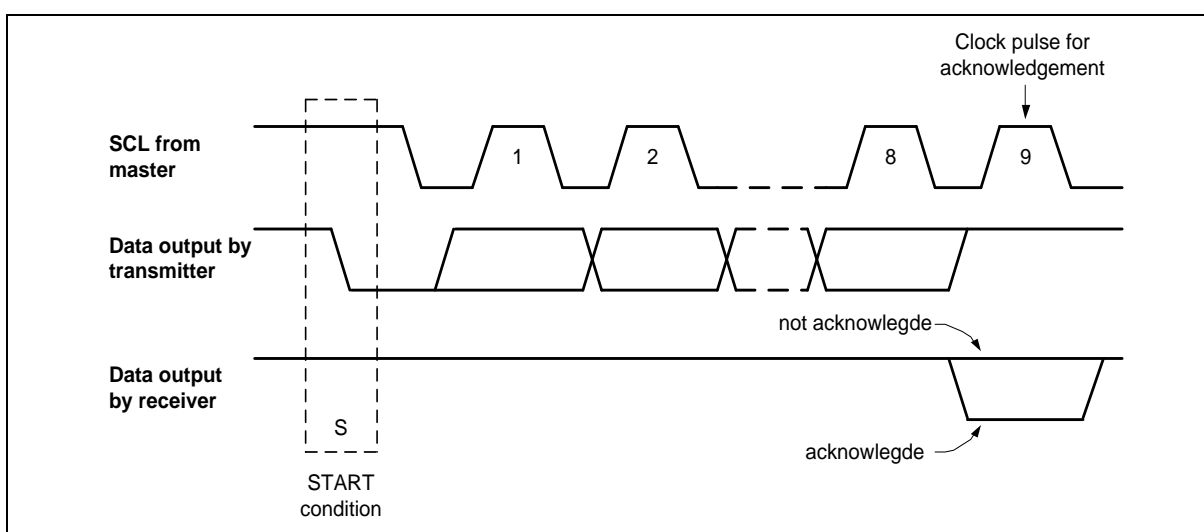 Clock pulse for
acknowledgement
SCL from
master
1
2
8
9
Data output by
transmitter
not acknowlegde
Data output
by receiver
S
acknowlegde
START
condition